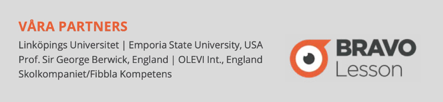 VÅRA PARTNERS
Linköpings Universitet | Emporia State University, USA
Prof. Sir George Berwick, England | OLEVI Int., England
Skolkompaniet/Fibbla Kompetens
BRAVO
Lesson